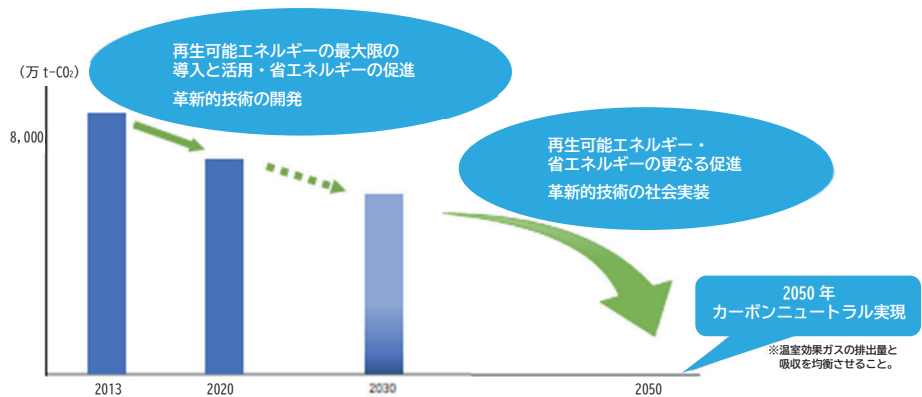 再生可能エネルギーの最大限の
導入と活用・省エネルギーの促進
革新的技術の開発
(万 t-CO₂)
8,000
再生可能エネルギー・
省エネルギーの更なる促進
革新的技術の社会実装
2050 年
カーボンニュートラル実現
※温室効果ガスの排出量と
吸収を均衡させること。
2013
2020
2030
2050